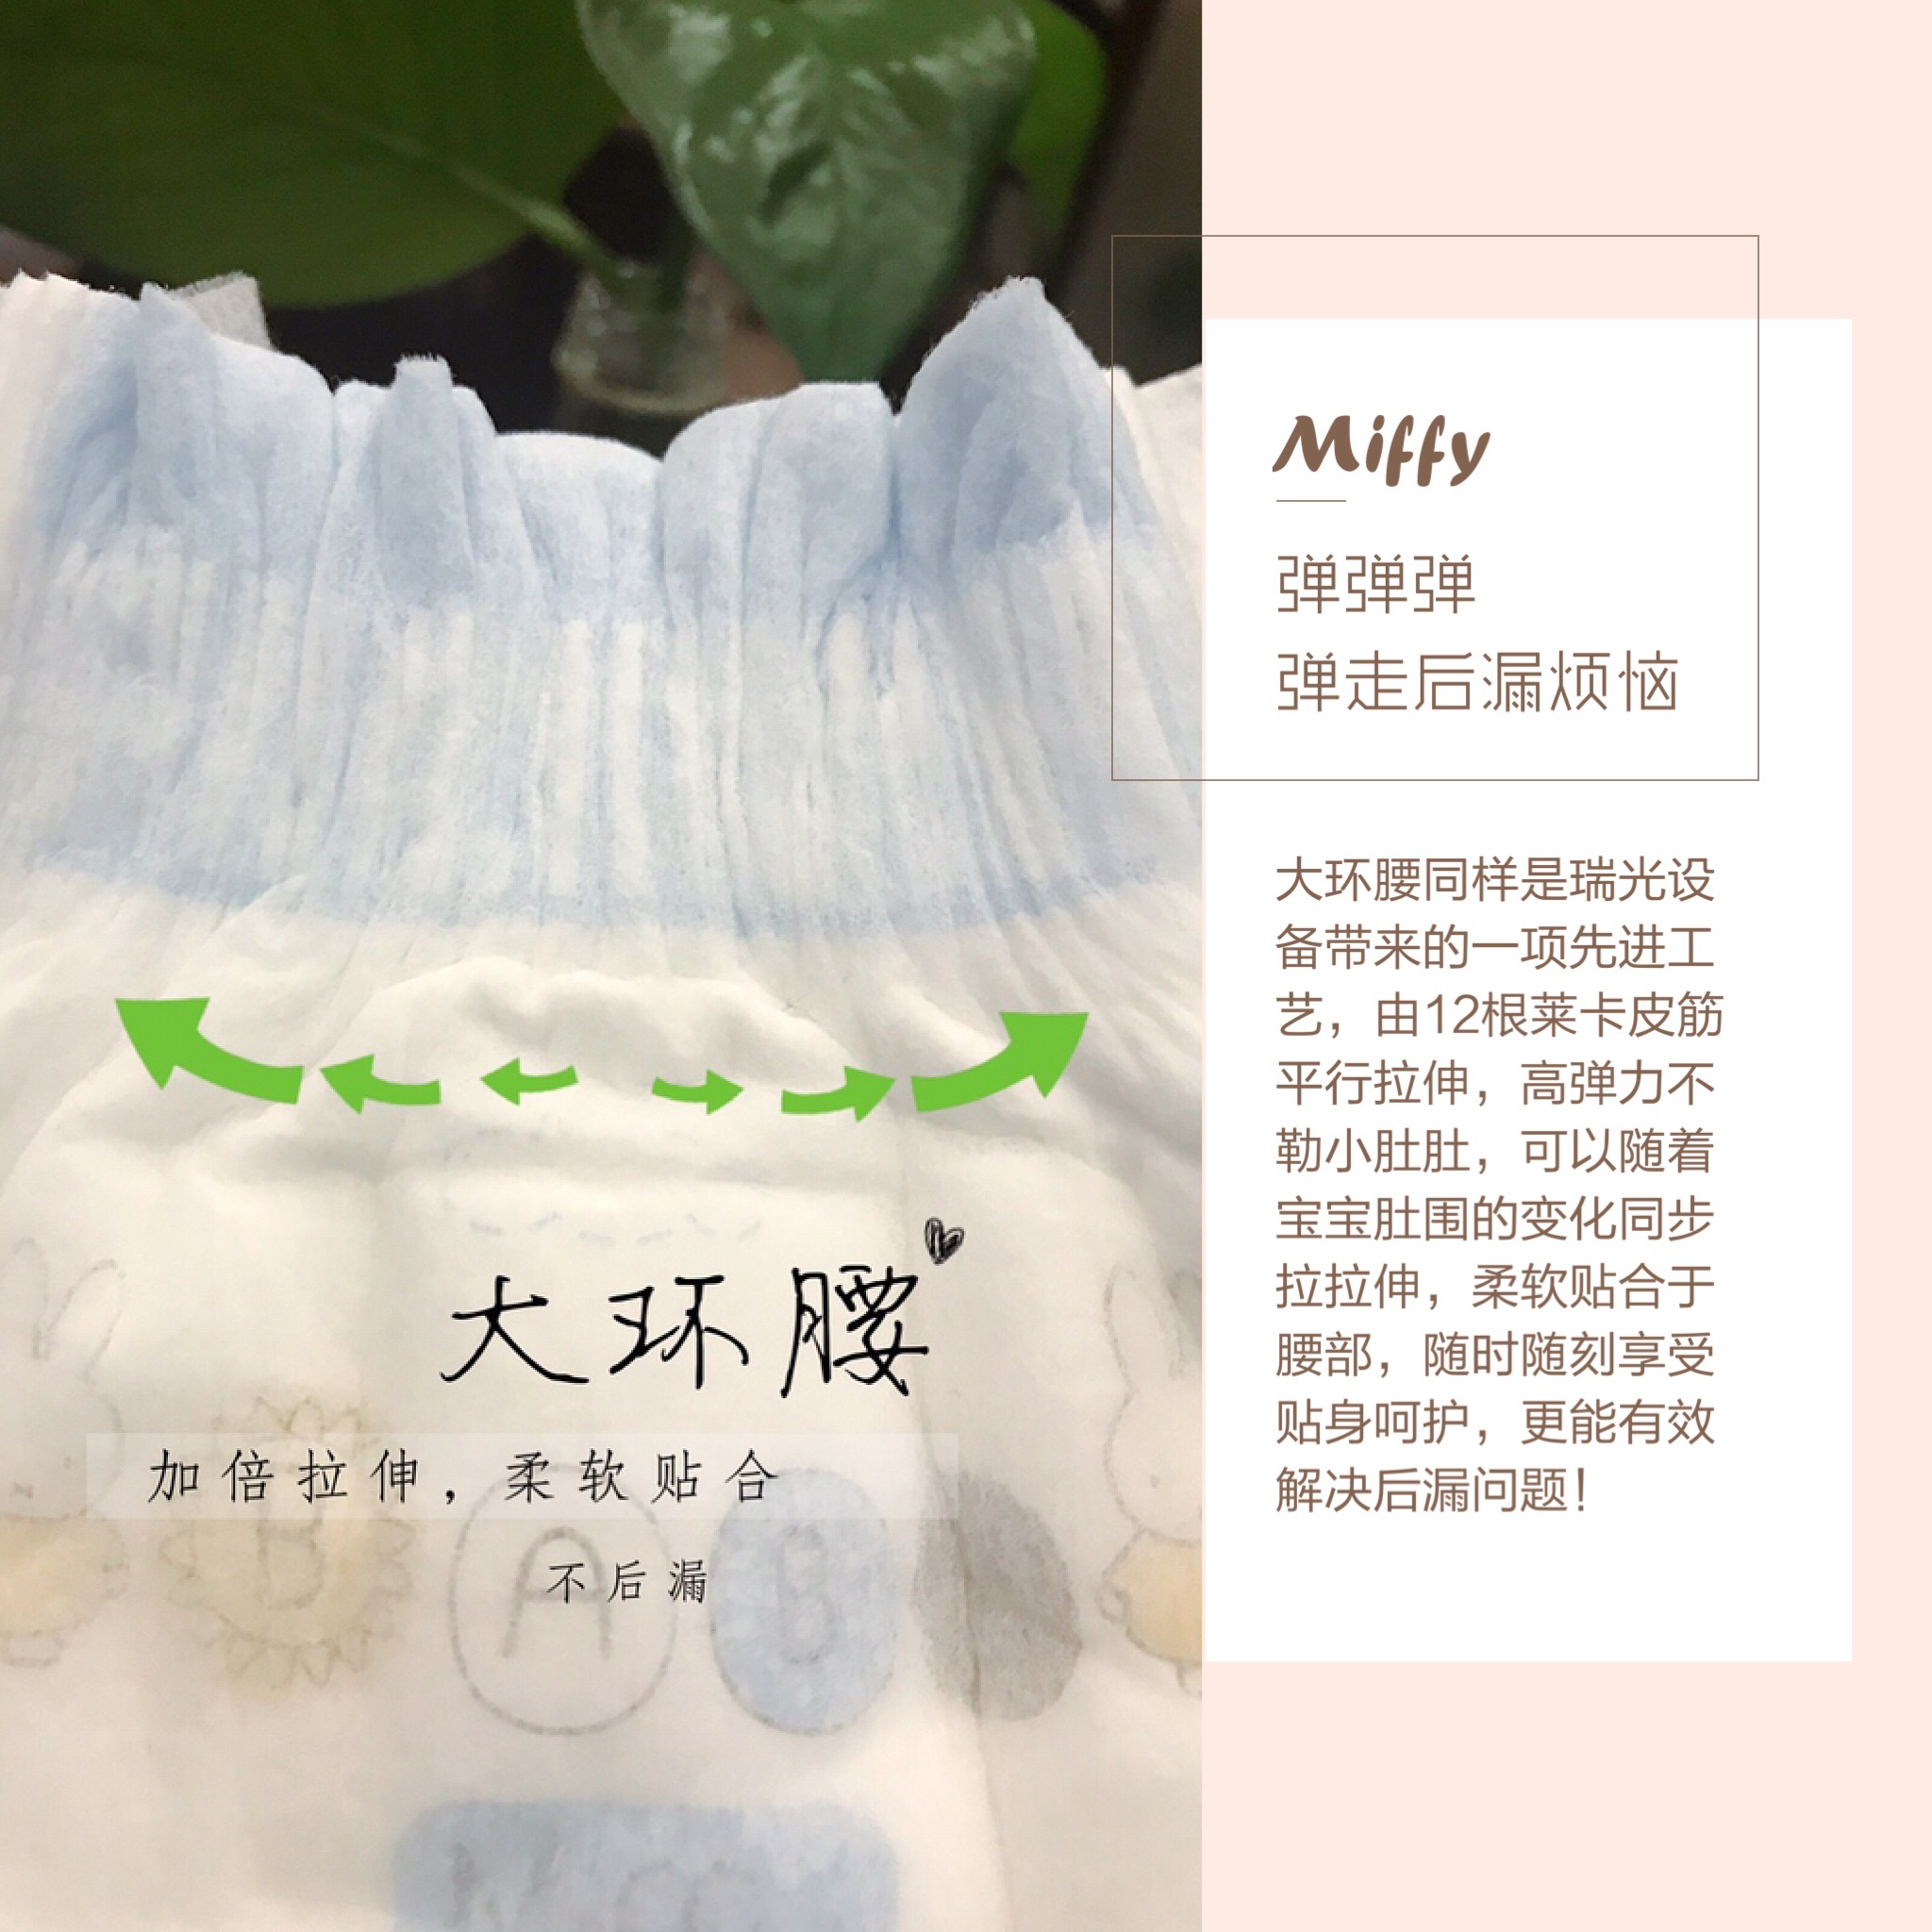 Miffy
弹弹弹
弹走后漏烦恼
大环腰同样是瑞光设
备带来的一项先进工
艺，由12根莱卡皮筋
平行拉伸，高弹力不
勒小肚肚，可以随着
宝宝肚围的变化同步
拉拉伸，柔软贴合于
腰部，随时随刻享受
贴身呵护，更能有效
解决后漏问题！
大环腰
加倍拉伸，柔软贴合
不后漏
A
B